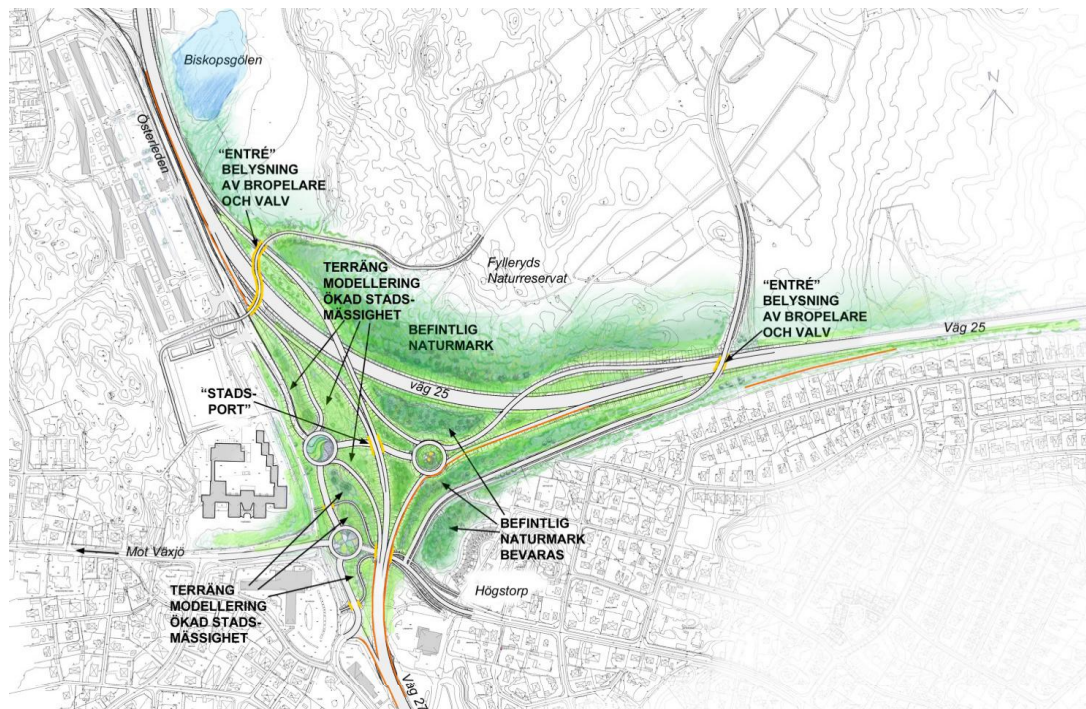 Biskopsgölen
N
Österleden
“ENTRÉ”
BELYSNING
AV BROPELARE
OCH VALV
TERRÄNG
MODELLERING
ÖKAD STADS-
MÄSSIGHET
Fylleryds
Naturreservat
“ENTRÉ”
BELYSNING
AV BROPELARE
OCH VALV
BEFINTLIG
NATURMARK
Väg 25
väg 25
“STADS-
PORT”
BEFINTLIG
NATURMARK
BEVARAS
Mot Växjö
TERRÄNG
MODELLERING
ÖKAD STADS-
MÄSSIGHET
Högstorp
Väg 27